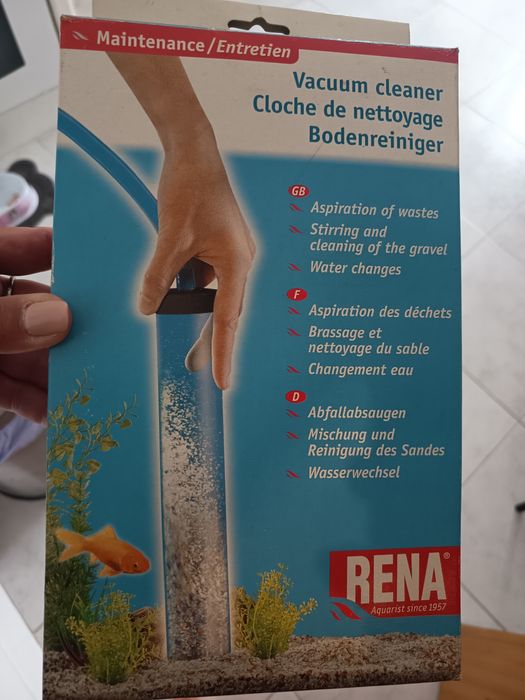 Maintenance/Entretien
Vacuum cleaner
Cloche de nettoyage
Bodenreiniger
GB
Aspiration of wastes
Stirring and
cleaning of the gravel
Water changes
F
Aspiration des déchets
Brassage et
nettoyage du sable
Changement eau
D
Abfallabsaugen
Mischung und
Reinigung des Sandes
Wasserwechsel
RENA®
Aquarist since 1957